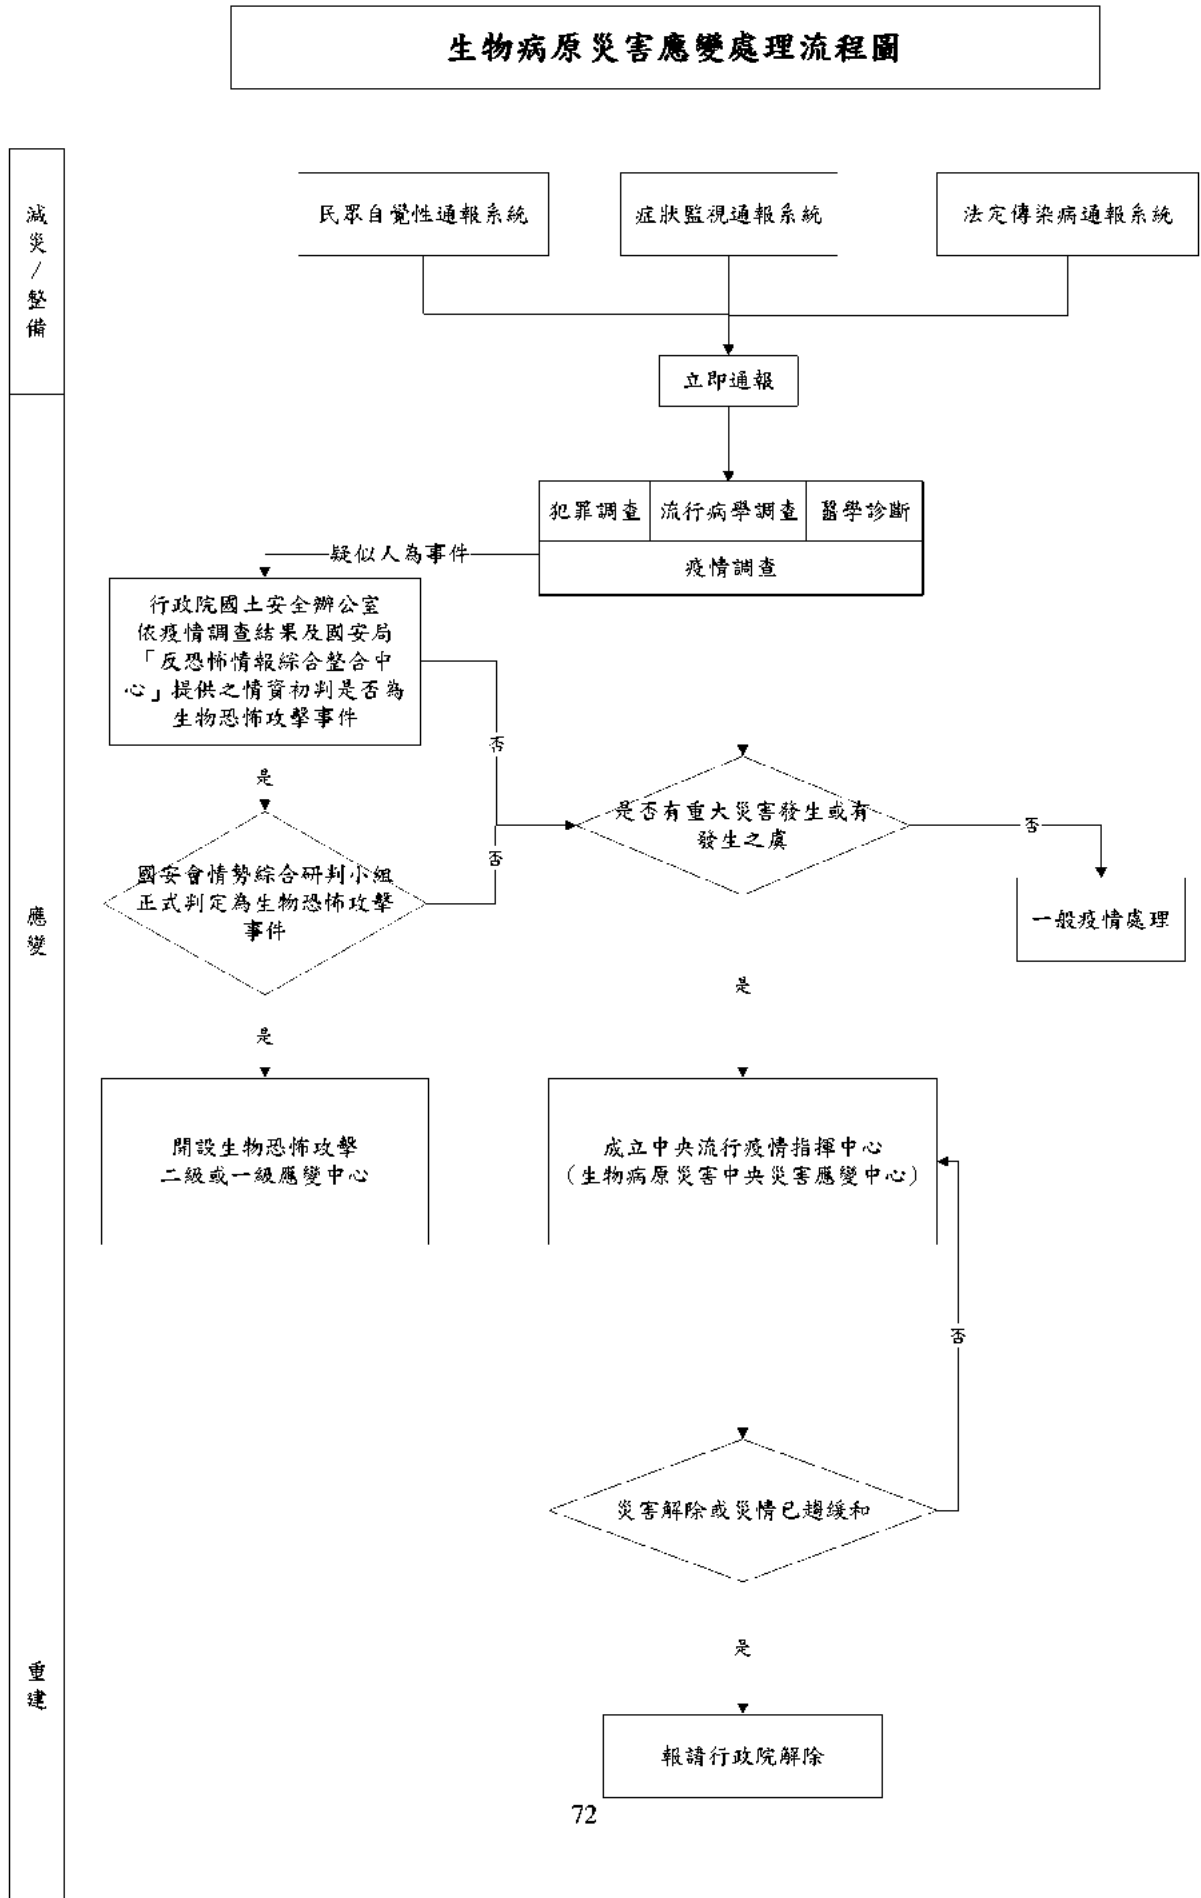 生物病原災害應變處理流程圖
減災/整備
民眾自覺性通報系統
症狀監視通報系統
法定傳染病通報系統
立即通報
犯罪調查
流行病學調查
醫學診斷
疫情調查
疑似人為事件
行政院國土安全辦公室
依疫情調查結果及國安局
「反恐怖情報綜合整合中
心」提供之情資初判是否為
生物恐怖攻擊事件
否
是
是否有重大災害發生或有
發生之虞
否
否
國安會情勢綜合研判小組
正式判定為生物恐怖攻擊
事件
應變
一般疫情處理
是
是
開設生物恐怖攻擊
二級或一級應變中心
成立中央流行疫情指揮中心
(生物病原災害中央災害應變中心)
否
災害解除或災情已趨緩和
是
重建
報請行政院解除
72